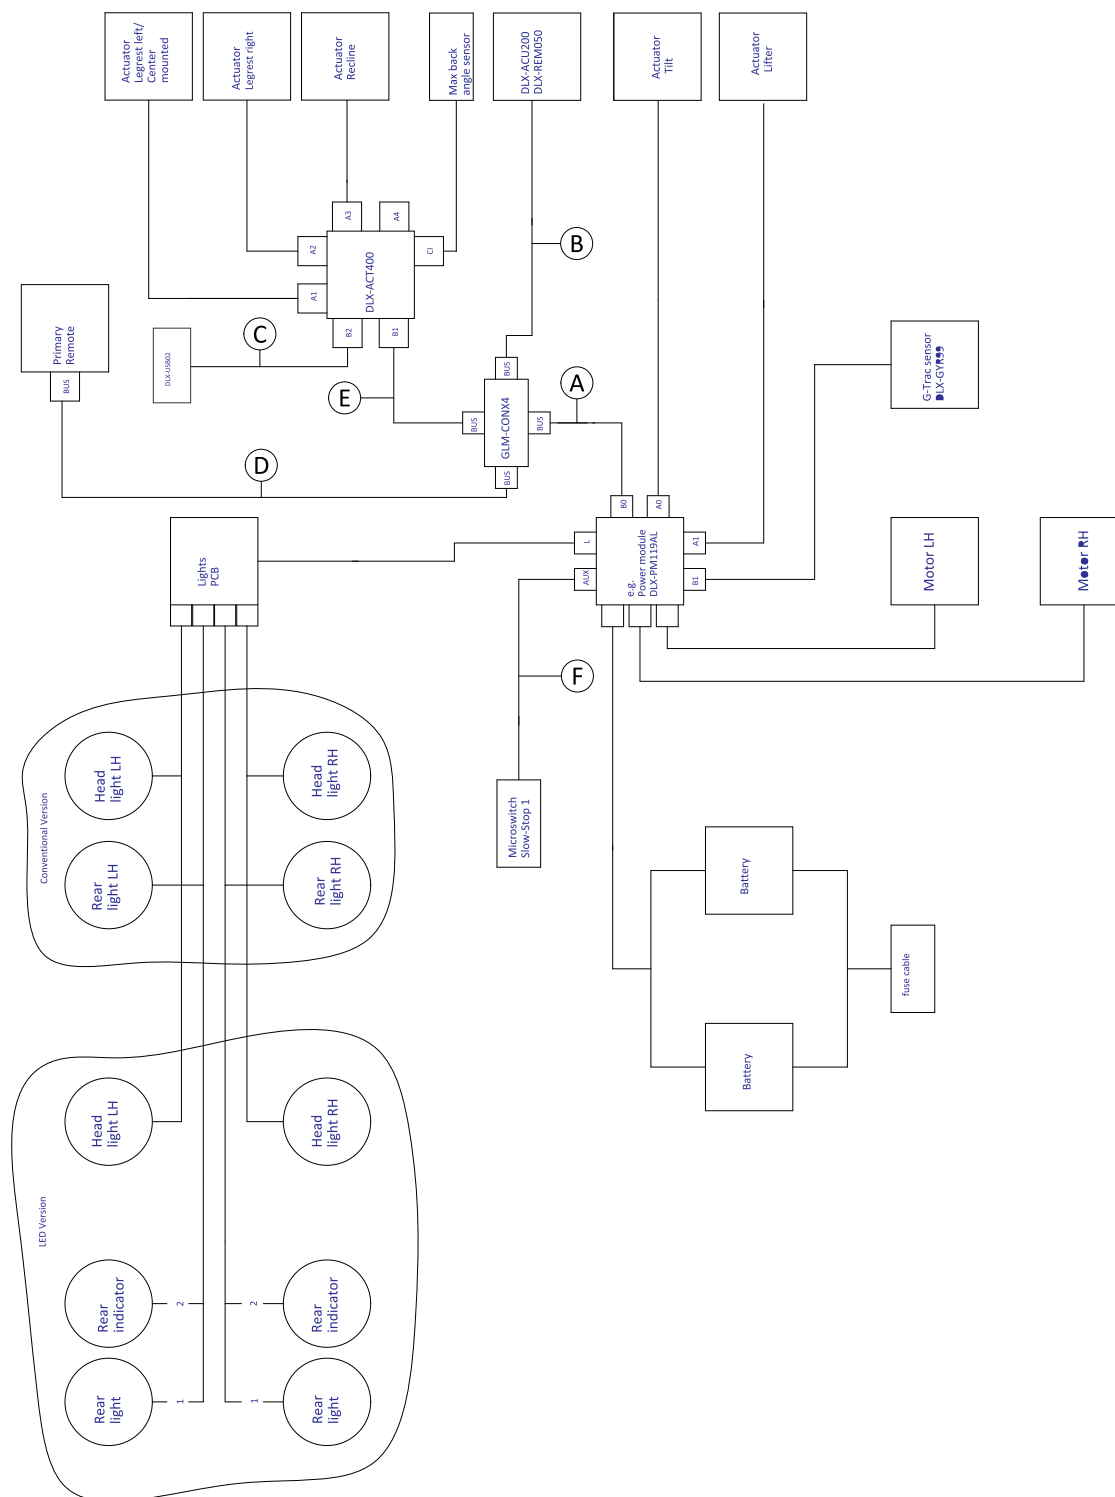 Actuator
Legrest left/
Center
mounted
Actuator
Legrest right
Actuator
Recline
Max back
angle sensor
DLX-ACU200
DLX-REM050
Actuator
Tilt
Actuator
Lifter
A3
A4
A2
CI
DLX-ACT400
A1
B2
B1
B
Primary
Remote
BUS
C
DLX-USB02
E
BUS
BUS
GLM-CONX4
BUS
BUS
A
D
G-Trac sensor
B0
A0
L
A1
AUX
B1
e.g.
Power module
DLX-PM119AL
Lights
PCB
Motor LH
Motor RH
F
Microswitch
Slow-Stop 1
Conventional Version
Head
light LH
Head
light RH
Rear
light LH
Rear
light RH
Battery
Battery
fuse cable
LED Version
Head
light LH
Head
light RH
Rear
indicator
2
2
Rear
indicator
Rear
light
1
1
Rear
light